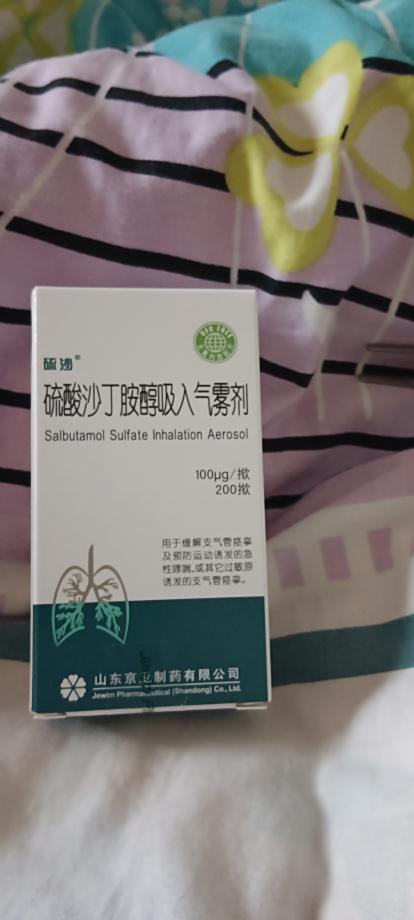 硫沙®
硫酸沙丁胺醇吸入气雾剂
Salbutamol Sulfate Inhalation Aerosol
100μg/揿
200揿
用于缓解支气管痉挛
及预防运动诱发的急
性哮喘,或其它过敏原
诱发的支气管痉挛。
山东京卫制药有限公司
Jewim Pharmaceutical (Shandong) Co., Ltd.